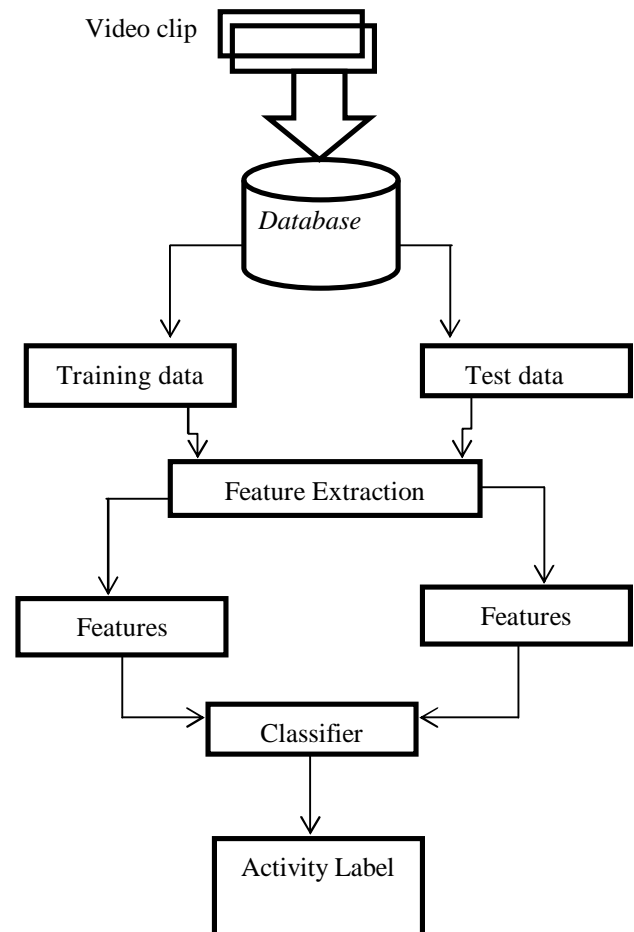 Video clip
Database
Training data
Test data
Feature Extraction
Features
Features
Classifier
Activity Label